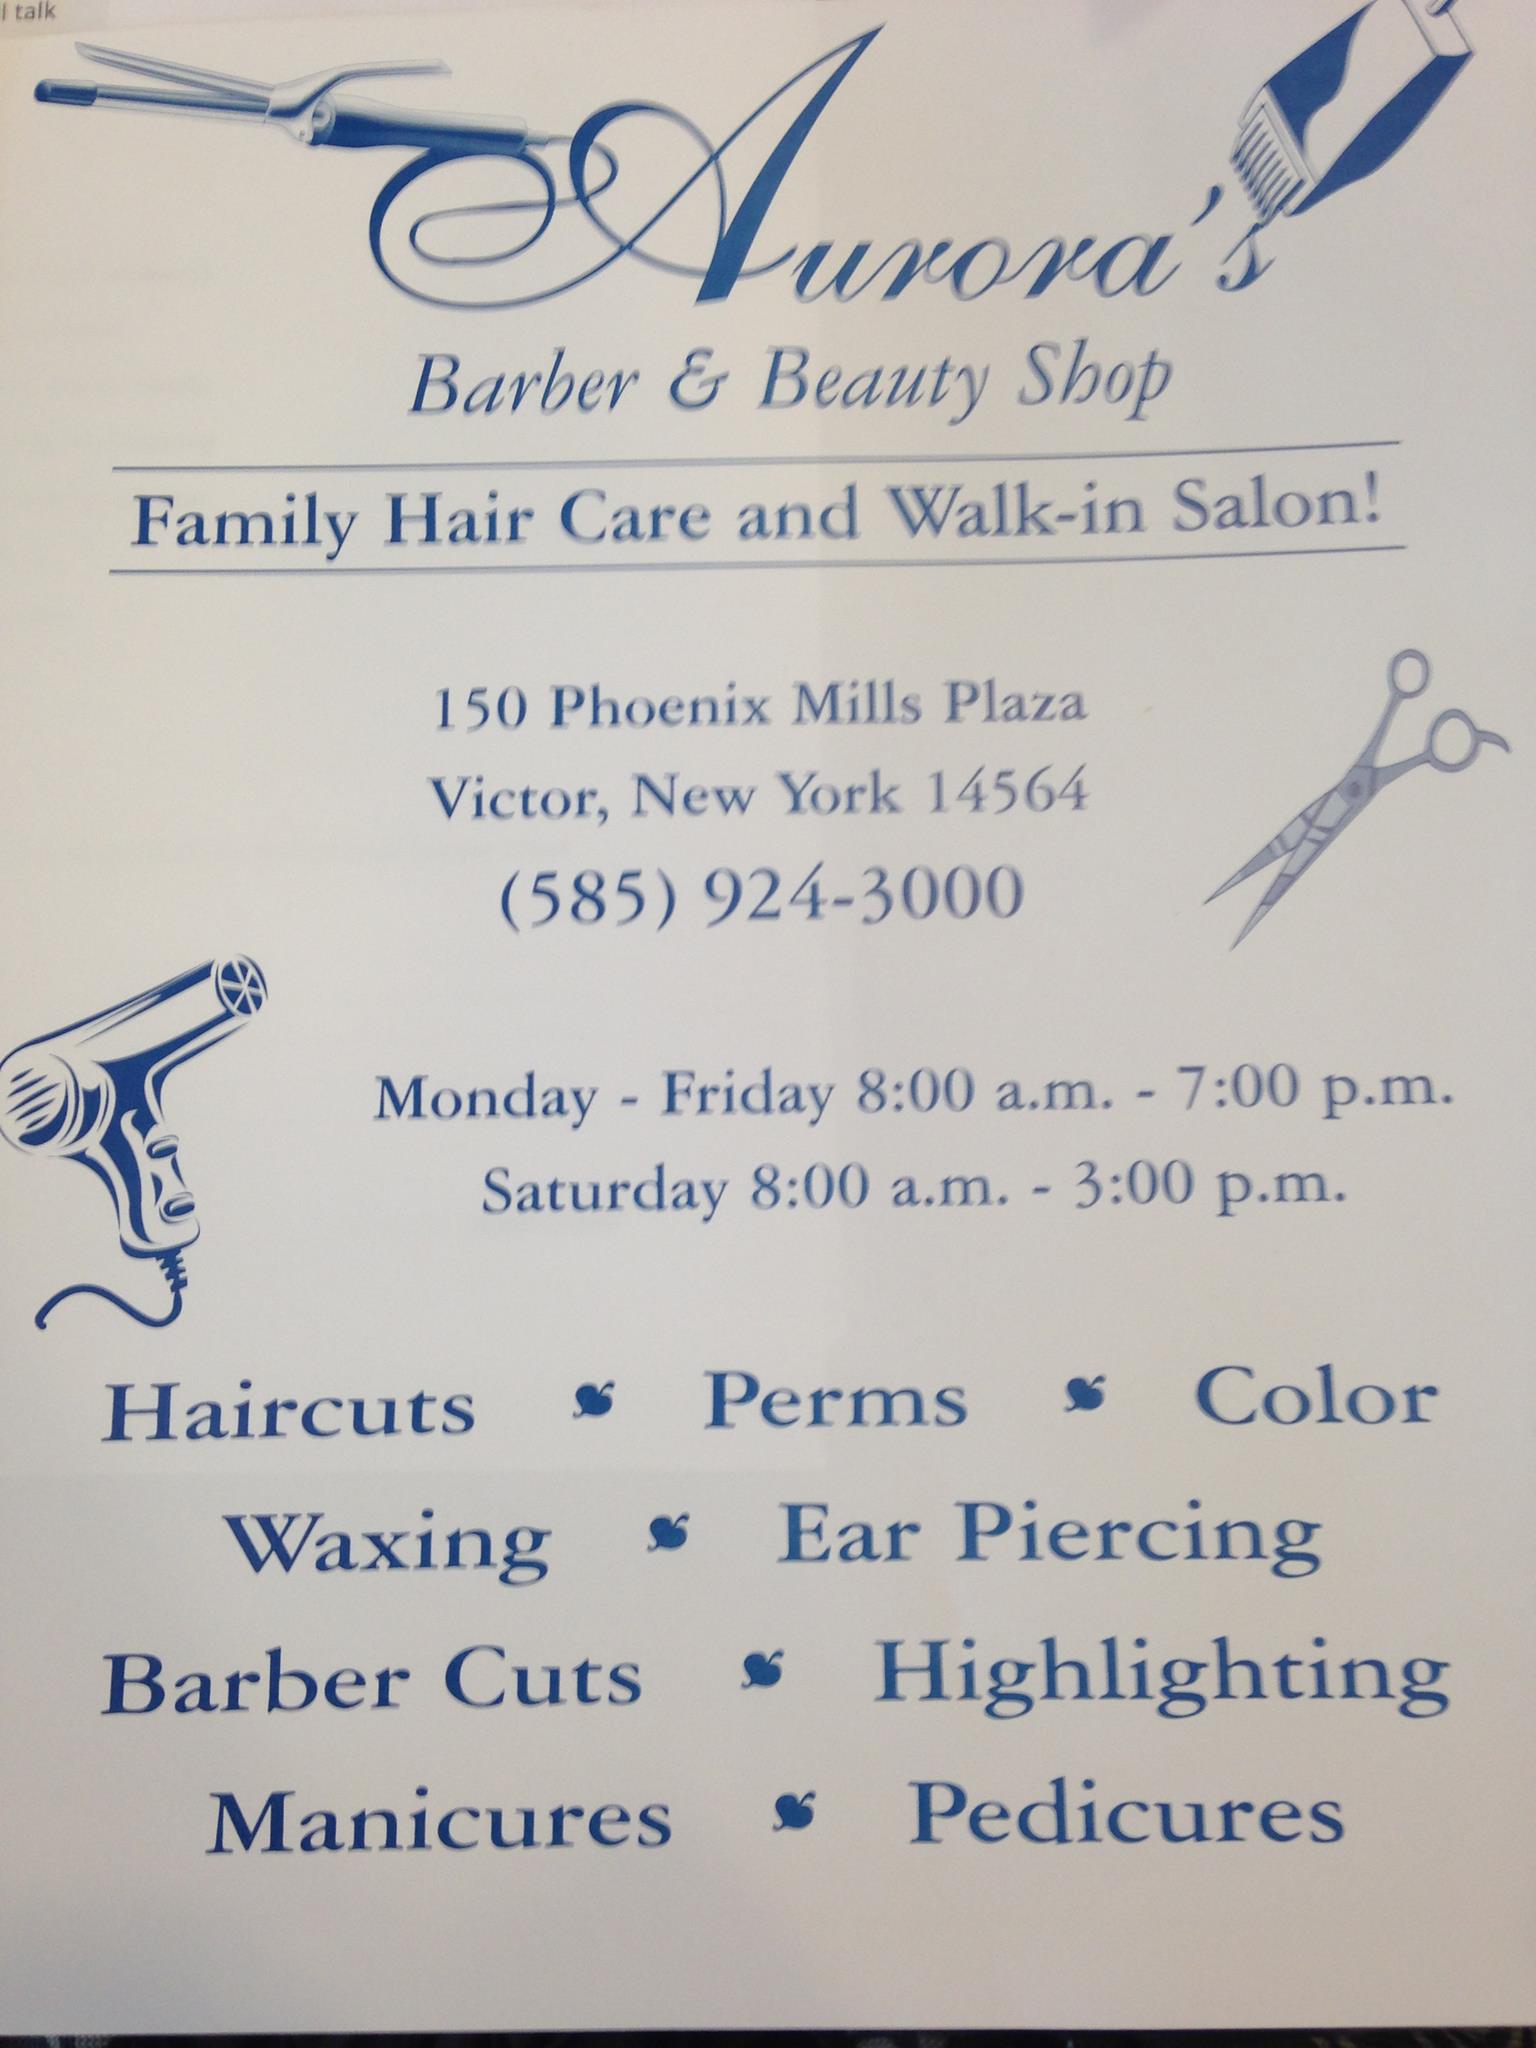 l talk
Aurora's
Barber & Beauty Shop
Family Hair Care and Walk-in Salon!
150 Phoenix Mills Plaza
Victor, New York 14564
(585) 924-3000
Monday - Friday 8:00 a.m. - 7:00 p.m.
Saturday 8:00 a.m. - 3:00 p.m.
Haircuts Perms Color
Waxing Ear Piercing
Barber Cuts Highlighting
Manicures Pedicures